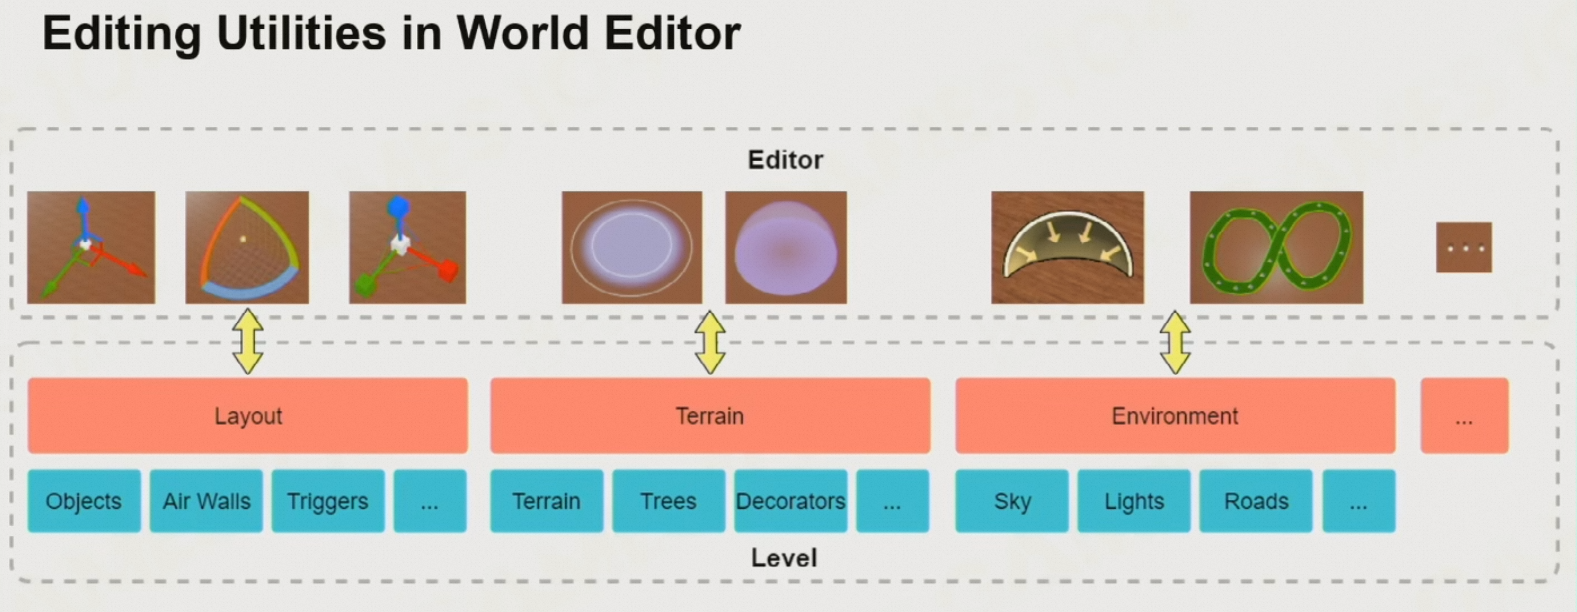 Editing Utilities in World Editor
Editor
...
Layout
Terrain
Environment
...
Objects
Air Walls
Triggers
...
Terrain
Trees
Decorators
...
Sky
Lights
Roads
...
Level